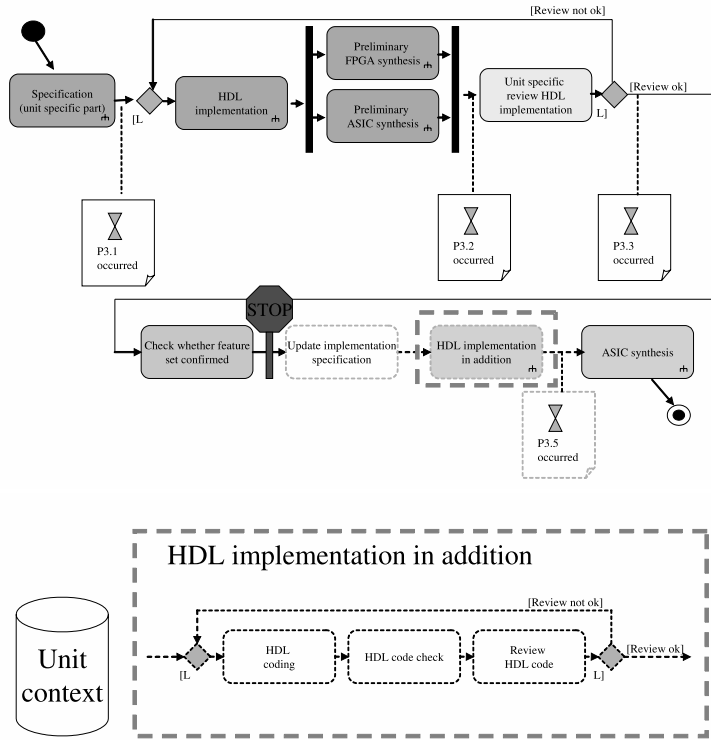 [Review not ok]
Preliminary
FPGA synthesis
Specification
(unit specific part)
HDL
implementation
Preliminary
ASIC synthesis
Unit specific
review HDL
implementation
[Review ok]
[L
L]
P3.1
occurred
P3.2
occurred
P3.3
occurred
STOP
Check whether feature
set confirmed
Update implementation
specification
HDL implementation
in addition
ASIC synthesis
P3.5
occurred
HDL implementation in addition
Unit
context
[Review not ok]
HDL
coding
HDL code check
Review
HDL code
[Review ok]
[L
L]